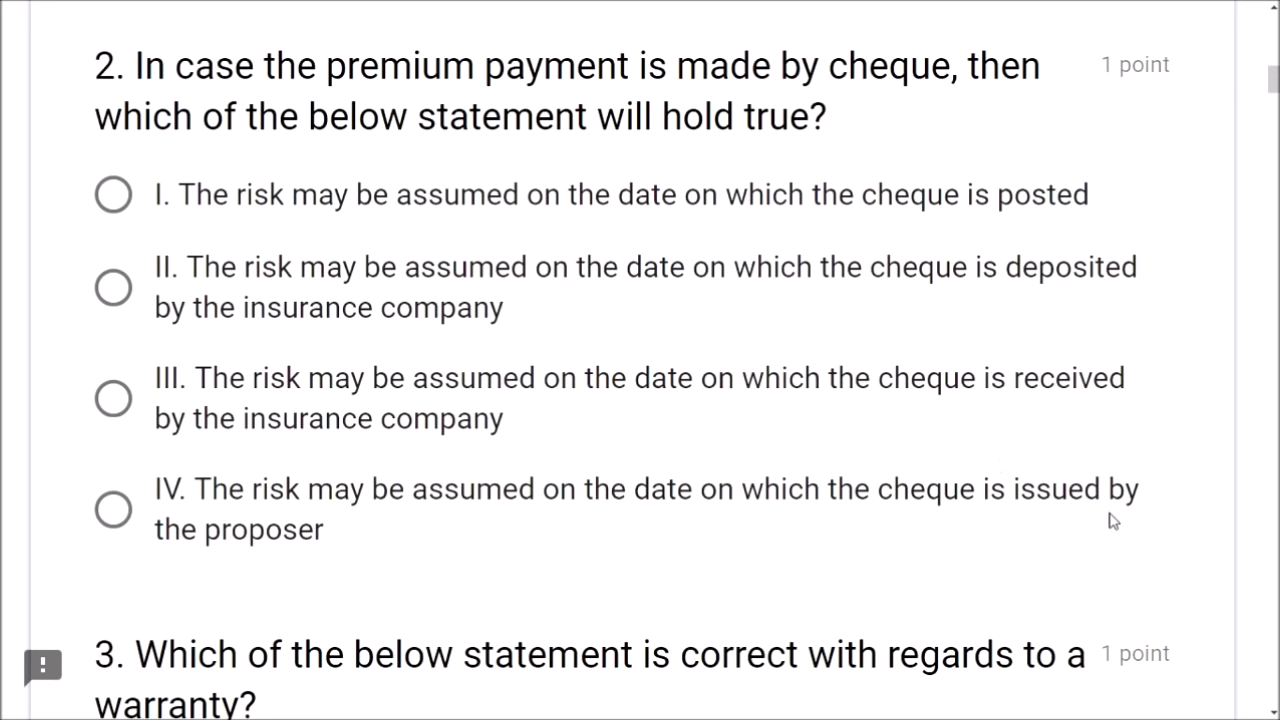 2. In case the premium payment is made by cheque, then
1 point
which of the below statement will hold true?
I. The risk may be assumed on the date on which the cheque is posted
II. The risk may be assumed on the date on which the cheque is deposited
by the insurance company
III. The risk may be assumed on the date on which the cheque is received
by the insurance company
IV. The risk may be assumed on the date on which the cheque is issued by
the proposer
3. Which of the below statement is correct with regards to a
1 point
warranty?